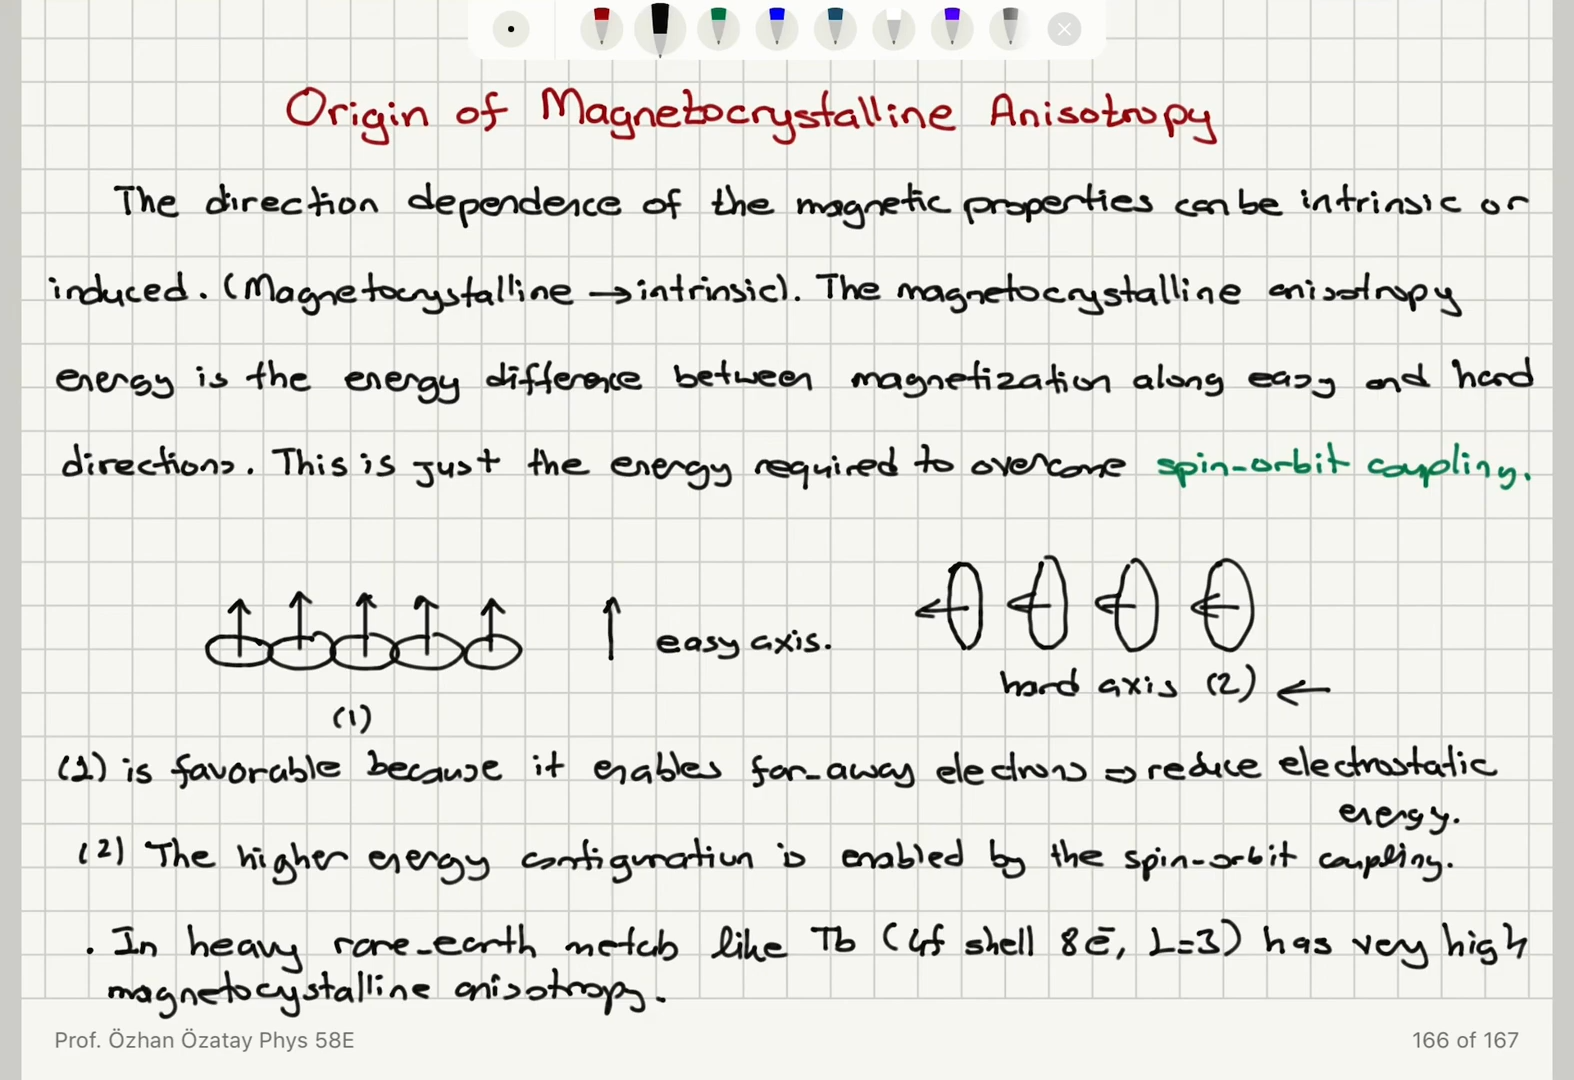 Origin of Magnetocrystalline Anisotropy
The direction dependence of the magnetic properties can be intrinsic or
induced. (Magnetocrystalline → intrinsic). The magnetocrystalline anisotropy
energy is the energy difference between magnetization along easy and hard
directions. This is just the energy required to overcome spin-orbit coupling.
easy axis.
hard axis (2) ←
(1)
(1) is favorable because it enables far-away electrons ⇒ reduce electrostatic
energy.
(2) The higher energy configuration is enabled by the spin-orbit coupling.
. In heavy rare-earth metals like Tb (4f shell 8ē, L=3) has very high
magnetocystalline anisotropy.
Prof. Özhan Özatay Phys 58E
166 of 167